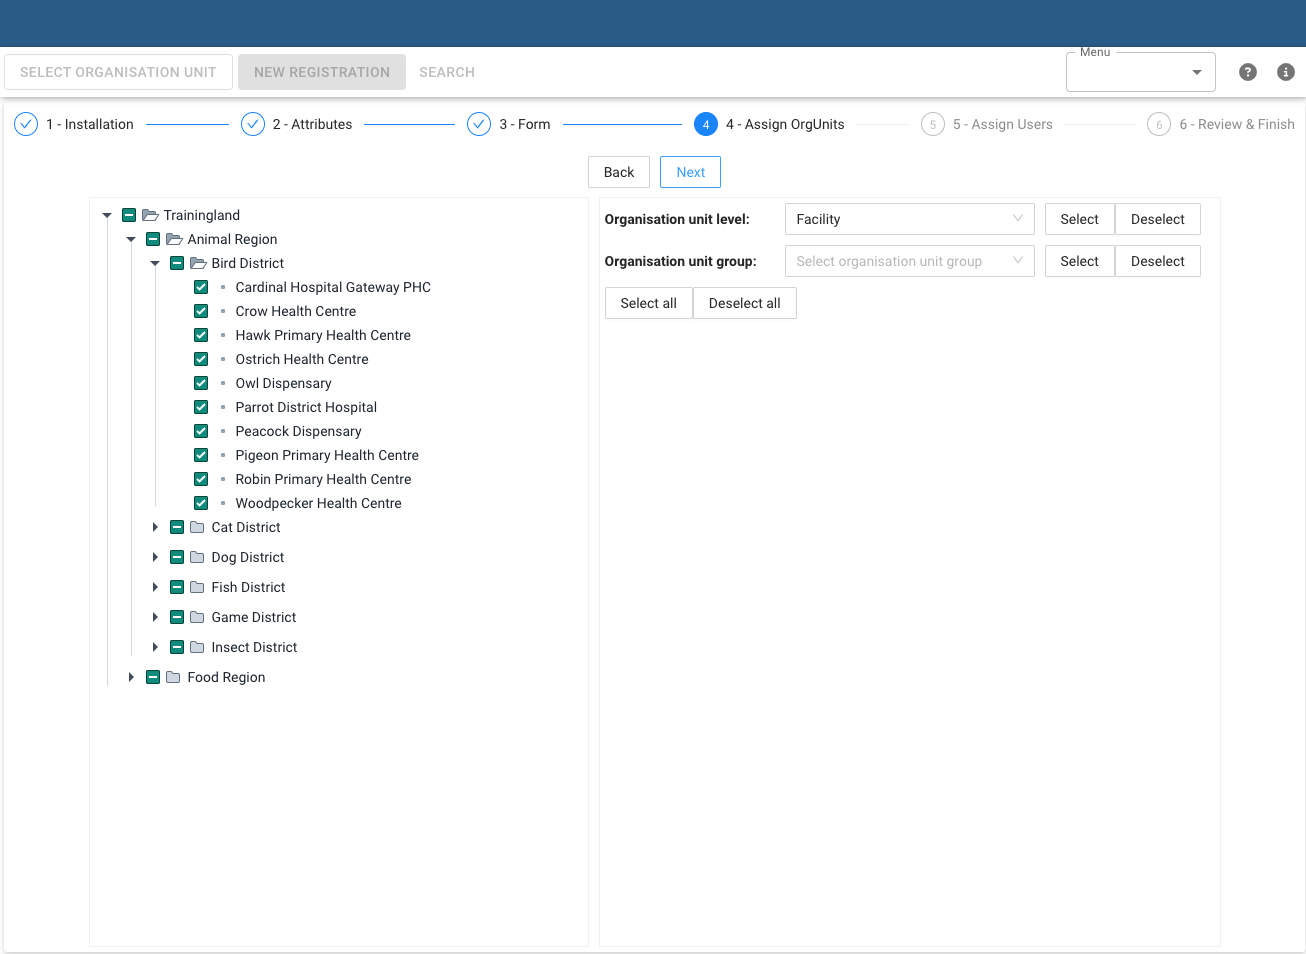 Menu
SELECT ORGANISATION UNIT NEW REGISTRATION SEARCH
1 - Installation 2 - Attributes 3 - Form 4 4 - Assign OrgUnits 5 5 - Assign Users 6 6 - Review & Finish
Back Next
Trainingland
Animal Region
Bird District
Cardinal Hospital Gateway PHC
Crow Health Centre
Hawk Primary Health Centre
Ostrich Health Centre
Owl Dispensary
Parrot District Hospital
Peacock Dispensary
Pigeon Primary Health Centre
Robin Primary Health Centre
Woodpecker Health Centre
Cat District
Dog District
Fish District
Game District
Insect District
Food Region
Organisation unit level: Facility Select Deselect
Organisation unit group: Select organisation unit group Select Deselect
Select all Deselect all